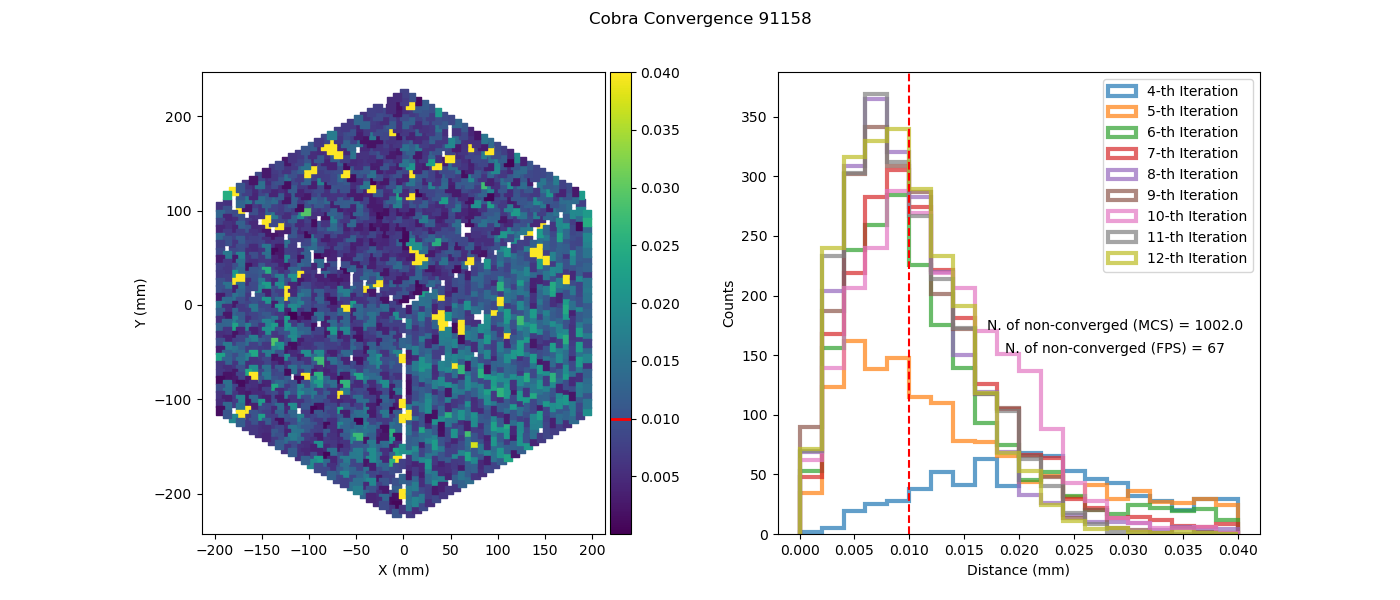 Cobra Convergence 91158
Y (mm)
200
100
0
−100
−200
−200 −150 −100 −50 0 50 100 150 200
X (mm)
0.040
0.035
0.030
0.025
0.020
0.015
0.010
0.005
Counts
350
300
250
200
150
100
50
0
4-th Iteration
5-th Iteration
6-th Iteration
7-th Iteration
8-th Iteration
9-th Iteration
10-th Iteration
11-th Iteration
12-th Iteration
N. of non-converged (MCS) = 1002.0
N. of non-converged (FPS) = 67
0.000 0.005 0.010 0.015 0.020 0.025 0.030 0.035 0.040
Distance (mm)